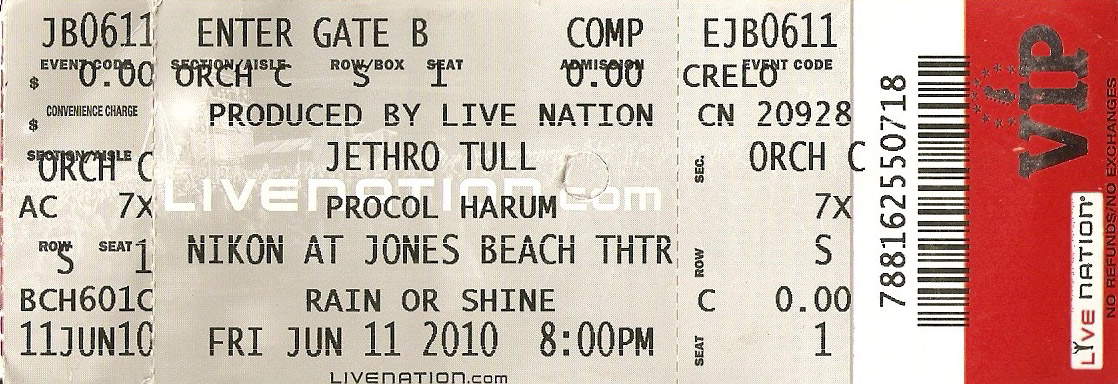 JB0611 ENTER GATE B COMP EJB0611
EVENT CODE SECTION/AISLE ROW/BOX SEAT ADMISSION EVENT CODE
$ 0.00 ORCH C S 1 0.00 CRELO
CONVENIENCE CHARGE
$ PRODUCED BY LIVE NATION CN 20928
SECTION/AISLE
ORCH C JETHRO TULL SEC. ORCH C
LIVENATION.com
AC 7X PROCOL HARUM 7X
ROW SEAT
S 1 NIKON AT JONES BEACH THTR ROW S
BCH601C RAIN OR SHINE C 0.00
11JUN10 FRI JUN 11 2010 8:00PM SEAT 1
LIVENATION.com
7881625550718
VIP
LIVE NATION®
NO REFUNDS/NO EXCHANGES